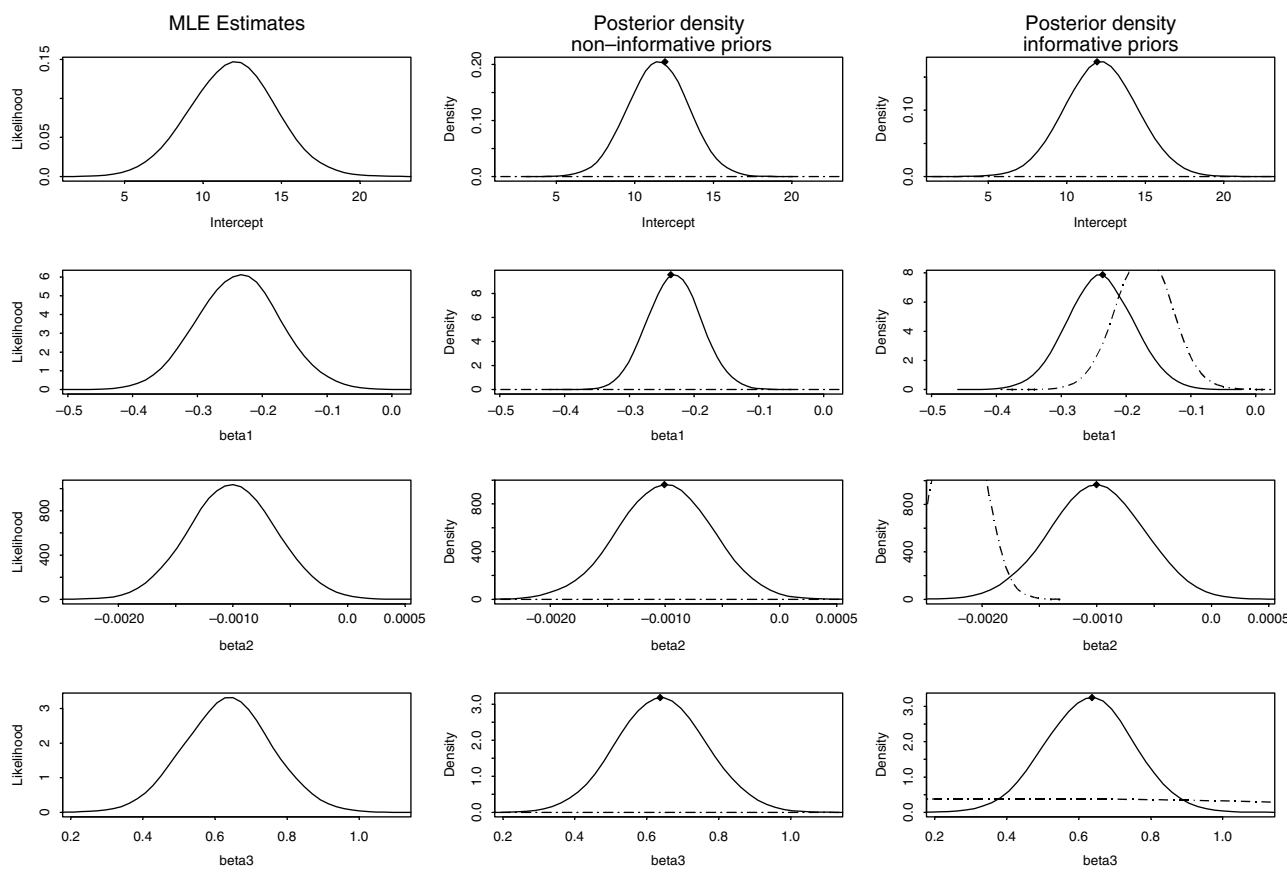 MLE Estimates
Posterior density
non–informative priors
Posterior density
informative priors
Likelihood
0.0 0.05 0.15
5 10 15 20
Intercept
Density
0.0 0.10 0.20
5 10 15 20
Intercept
Density
0.0 0.10
5 10 15 20
Intercept
Likelihood
0 1 2 3 4 5 6
–0.5 –0.4 –0.3 –0.2 –0.1 0.0
beta1
Density
0 2 4 6 8
–0.5 –0.4 –0.3 –0.2 –0.1 0.0
beta1
Density
0 2 4 6 8
–0.5 –0.4 –0.3 –0.2 –0.1 0.0
beta1
Likelihood
0 400 800
–0.0020 –0.0010 0.0 0.0005
beta2
Density
0 400 800
–0.0020 –0.0010 0.0 0.0005
beta2
Density
0 400 800
–0.0020 –0.0010 0.0 0.0005
beta2
Likelihood
0 1 2 3
0.2 0.4 0.6 0.8 1.0
beta3
Density
0.0 1.0 2.0 3.0
0.2 0.4 0.6 0.8 1.0
beta3
Density
0.0 1.0 2.0 3.0
0.2 0.4 0.6 0.8 1.0
beta3